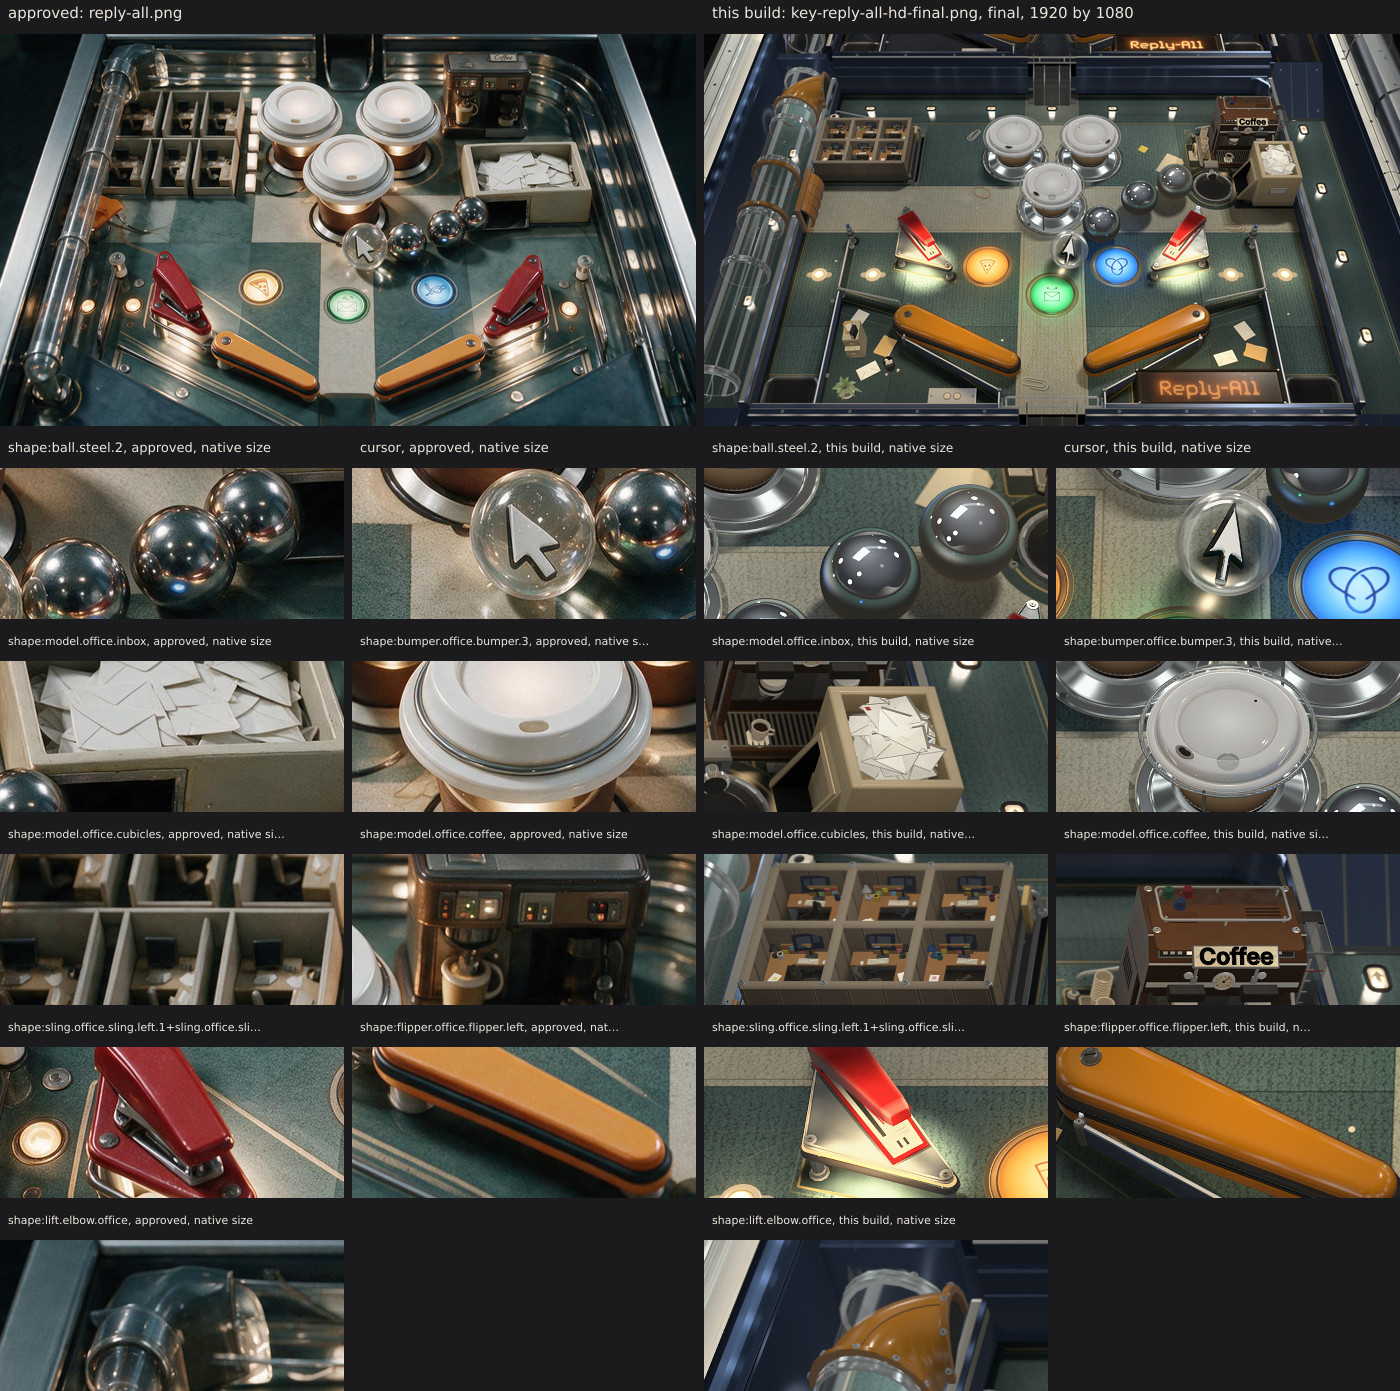 approved: reply-all.png
this build: key-reply-all-hd-final.png, final, 1920 by 1080
Coffee
Reply-All
Coffee
Reply-All
shape:ball.steel.2, approved, native size
cursor, approved, native size
shape:ball.steel.2, this build, native size
cursor, this build, native size
shape:model.office.inbox, approved, native size
shape:bumper.office.bumper.3, approved, native s…
shape:model.office.inbox, this build, native size
shape:bumper.office.bumper.3, this build, native…
shape:model.office.cubicles, approved, native si…
shape:model.office.coffee, approved, native size
shape:model.office.cubicles, this build, native…
shape:model.office.coffee, this build, native si…
Coffee
shape:sling.office.sling.left.1+sling.office.sli…
shape:flipper.office.flipper.left, approved, nat…
shape:sling.office.sling.left.1+sling.office.sli…
shape:flipper.office.flipper.left, this build, n…
shape:lift.elbow.office, approved, native size
shape:lift.elbow.office, this build, native size